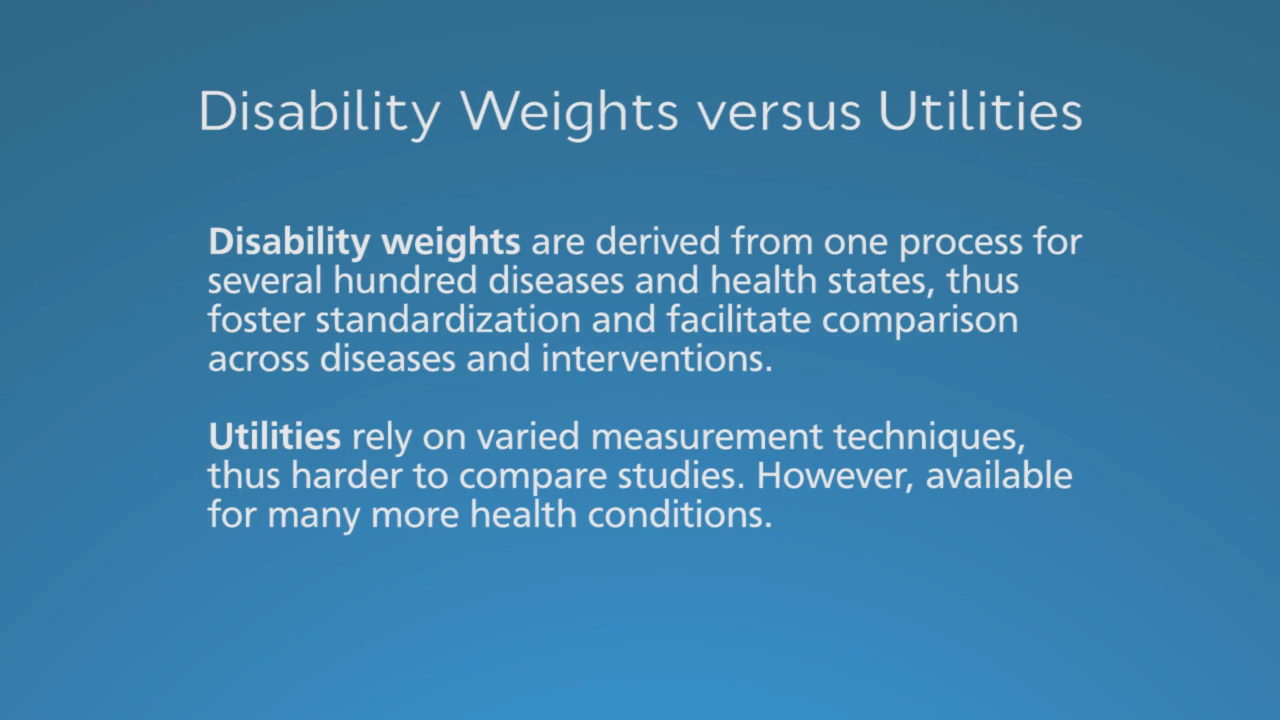 Disability Weights versus Utilities
Disability weights are derived from one process for
several hundred diseases and health states, thus
foster standardization and facilitate comparison
across diseases and interventions.
Utilities rely on varied measurement techniques,
thus harder to compare studies. However, available
for many more health conditions.